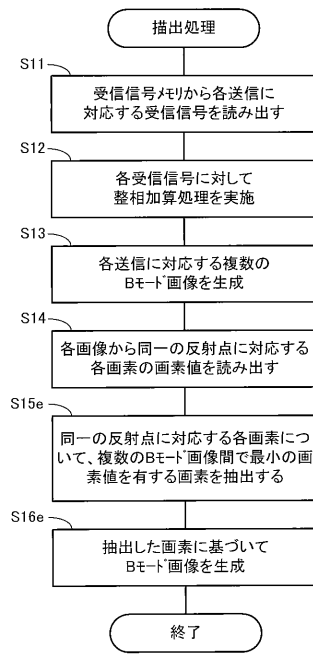 描出処理
S11
受信信号メモリから各送信に
対応する受信信号を読み出す
S12
各受信信号に対して
整相加算処理を実施
S13
各送信に対応する複数の
Bモード画像を生成
S14
各画像から同一の反射点に対応する
各画素の画素値を読み出す
S15e
同一の反射点に対応する各画素につ
いて、複数のBモード画像間で最小の画
素値を有する画素を抽出する
S16e
抽出した画素に基づいて
Bモード画像を生成
終了